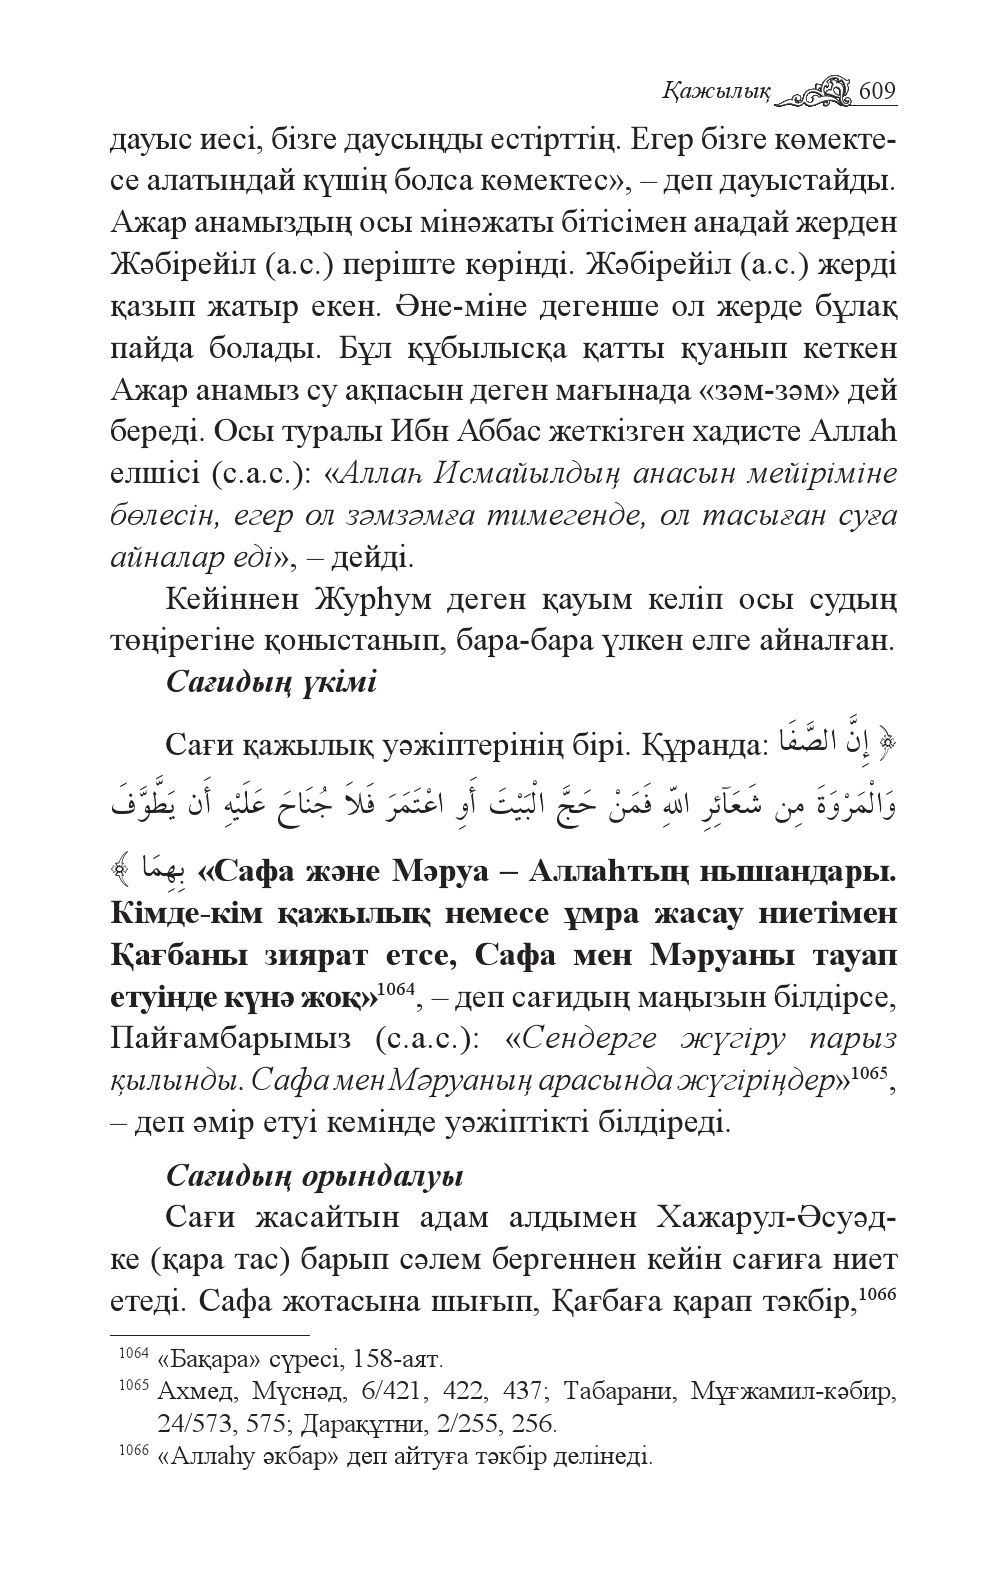 Қажылық 609
дауыс иесі, бізге даусыңды естірттің. Егер бізге көмекте-
се алатындай күшің болса көмектес», – деп дауыстайды.
Ажар анамыздың осы мінәжаты бітісімен анадай жерден
Жәбірейіл (а.с.) періште көрінді. Жәбірейіл (а.с.) жерді
қазып жатыр екен. Әне-міне дегенше ол жерде бұлақ
пайда болады. Бұл құбылысқа қатты қуанып кеткен
Ажар анамыз су ақпасын деген мағынада «зәм-зәм» дей
береді. Осы туралы Ибн Аббас жеткізген хадисте Аллаһ
елшісі (с.а.с.): «Аллаһ Исмайылдың анасын мейіріміне
бөлесін, егер ол зәмзәмға тимегенде, ол тасыған суға
айналар еді», – дейді.
Кейіннен Журһум деген қауым келіп осы судың
төңірегіне қоныстанып, бара-бара үлкен елге айналған.
Сағидың үкімі
Сағи қажылық уәжіптерінің бірі. Құранда: ﴿ إِنَّ الصَّفَا
وَالْمَرْوَةَ مِن شَعَآئِرِ اللّهِ فَمَنْ حَجَّ الْبَيْتَ أَوِ اعْتَمَرَ فَلاَ جُنَاحَ عَلَيْهِ أَن يَطَّوَّفَ
بِهِمَا ﴾ «Сафа және Мәруа – Аллаһтың нышандары.
Кімде-кім қажылық немесе ұмра жасау ниетімен
Қағбаны зиярат етсе, Сафа мен Мәруаны тауап
етуінде күнә жоқ»1064, – деп сағидың маңызын білдірсе,
Пайғамбарымыз (с.а.с.): «Сендерге жүгіру парыз
қылынды. Сафа мен Мәруаның арасында жүгіріңдер»1065,
– деп әмір етуі кемінде уәжіптікті білдіреді.
Сағидың орындалуы
Сағи жасайтын адам алдымен Хажарул-Әсуәд-
ке (қара тас) барып сәлем бергеннен кейін сағиға ниет
етеді. Сафа жотасына шығып, Қағбаға қарап тәкбір,1066
1064 «Бақара» сүресі, 158-аят.
1065 Ахмед, Мүснәд, 6/421, 422, 437; Табарани, Мұғжамил-кәбир,
24/573, 575; Дарақұтни, 2/255, 256.
1066 «Аллаһу әкбар» деп айтуға тәкбір делінеді.